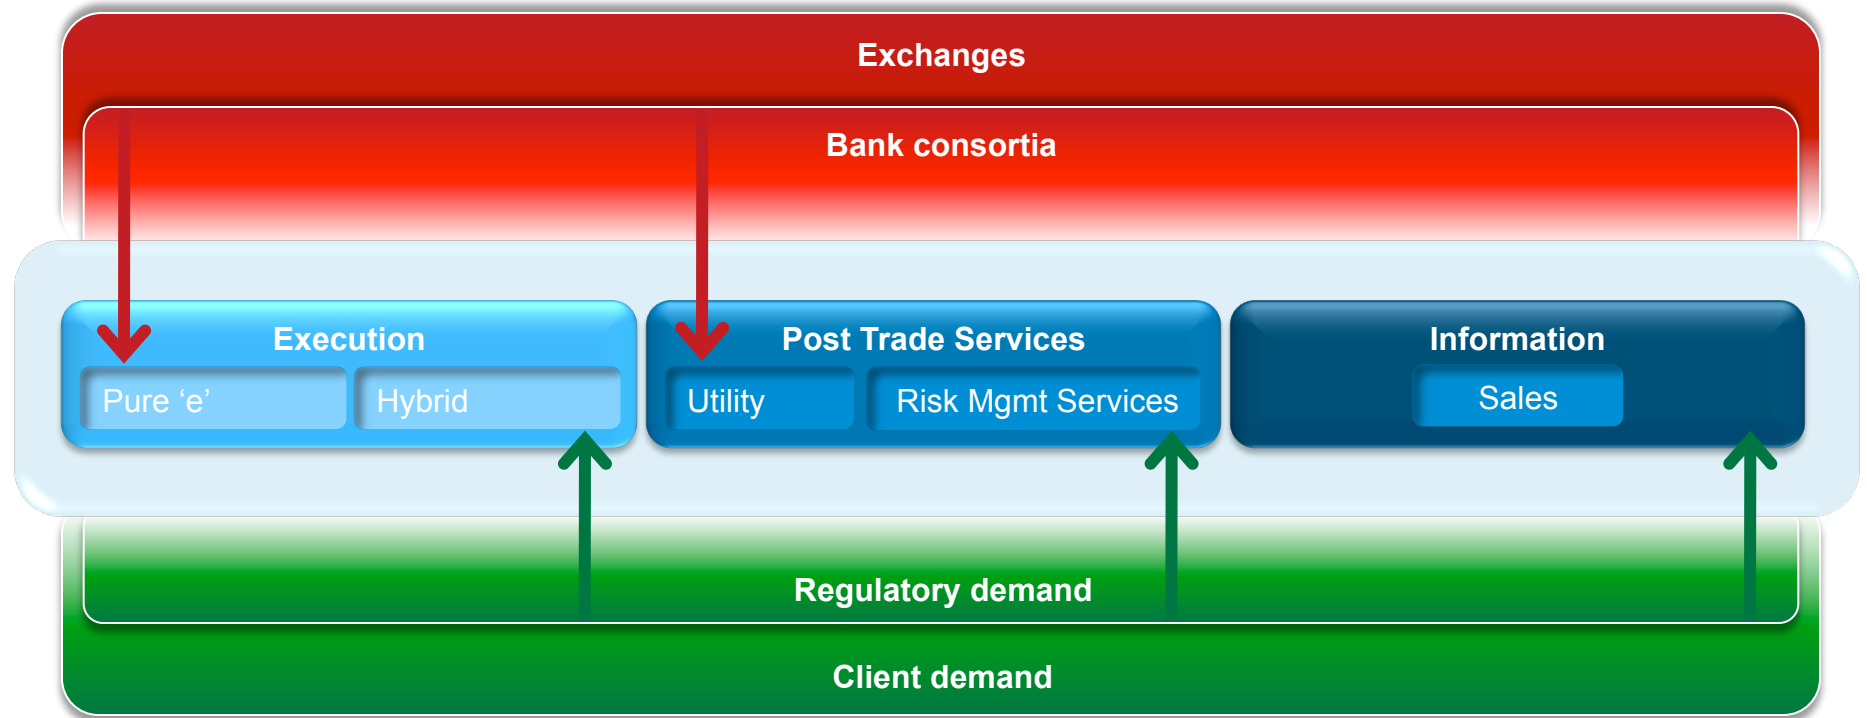 Exchanges
Bank consortia
Execution
Pure ‘e’
Hybrid
Post Trade Services
Utility
Risk Mgmt Services
Information
Sales
Regulatory demand
Client demand